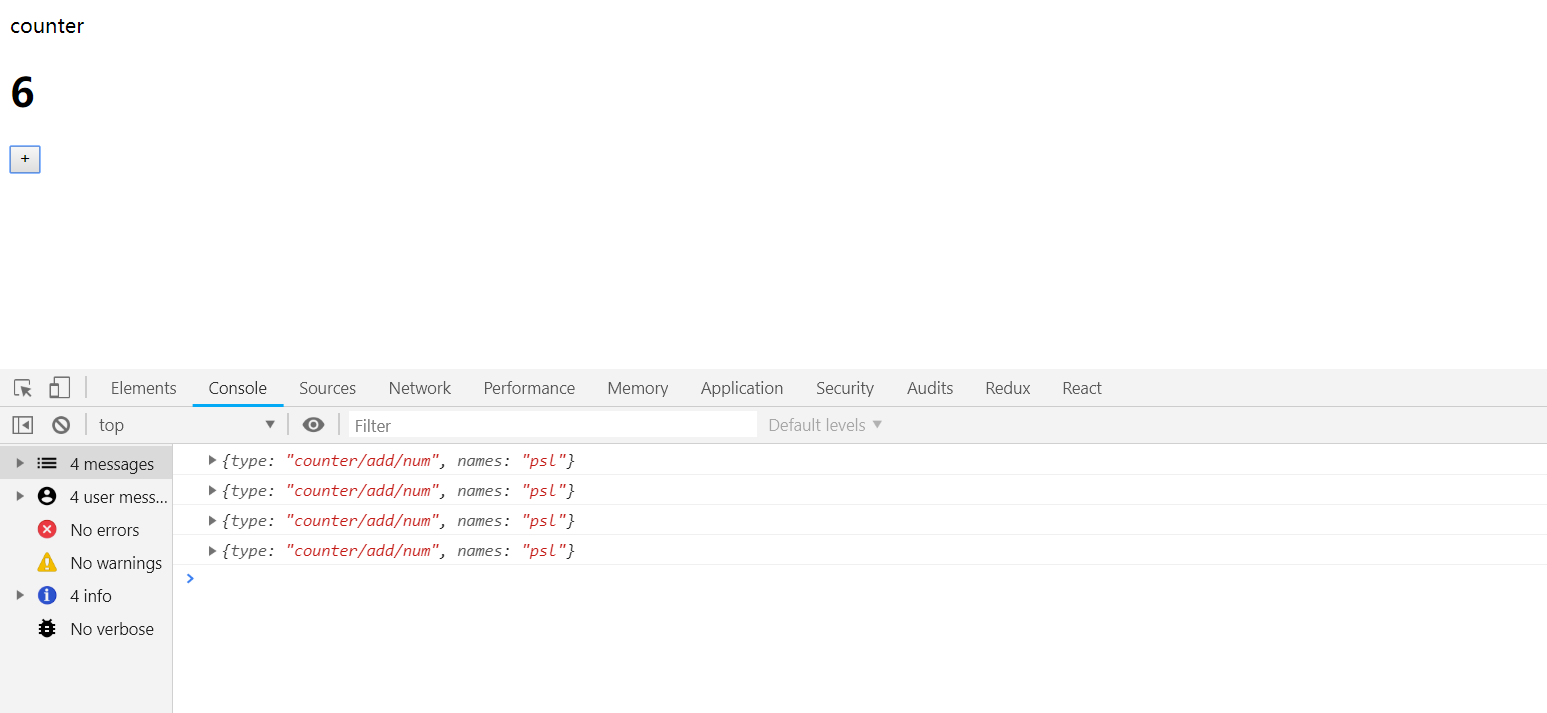 counter
6
+
Elements Console Sources Network Performance Memory Application Security Audits Redux React
top Filter Default levels
4 messages
{type: "counter/add/num", names: "psl"}
4 user mess...
{type: "counter/add/num", names: "psl"}
No errors
{type: "counter/add/num", names: "psl"}
No warnings
{type: "counter/add/num", names: "psl"}
4 info
No verbose